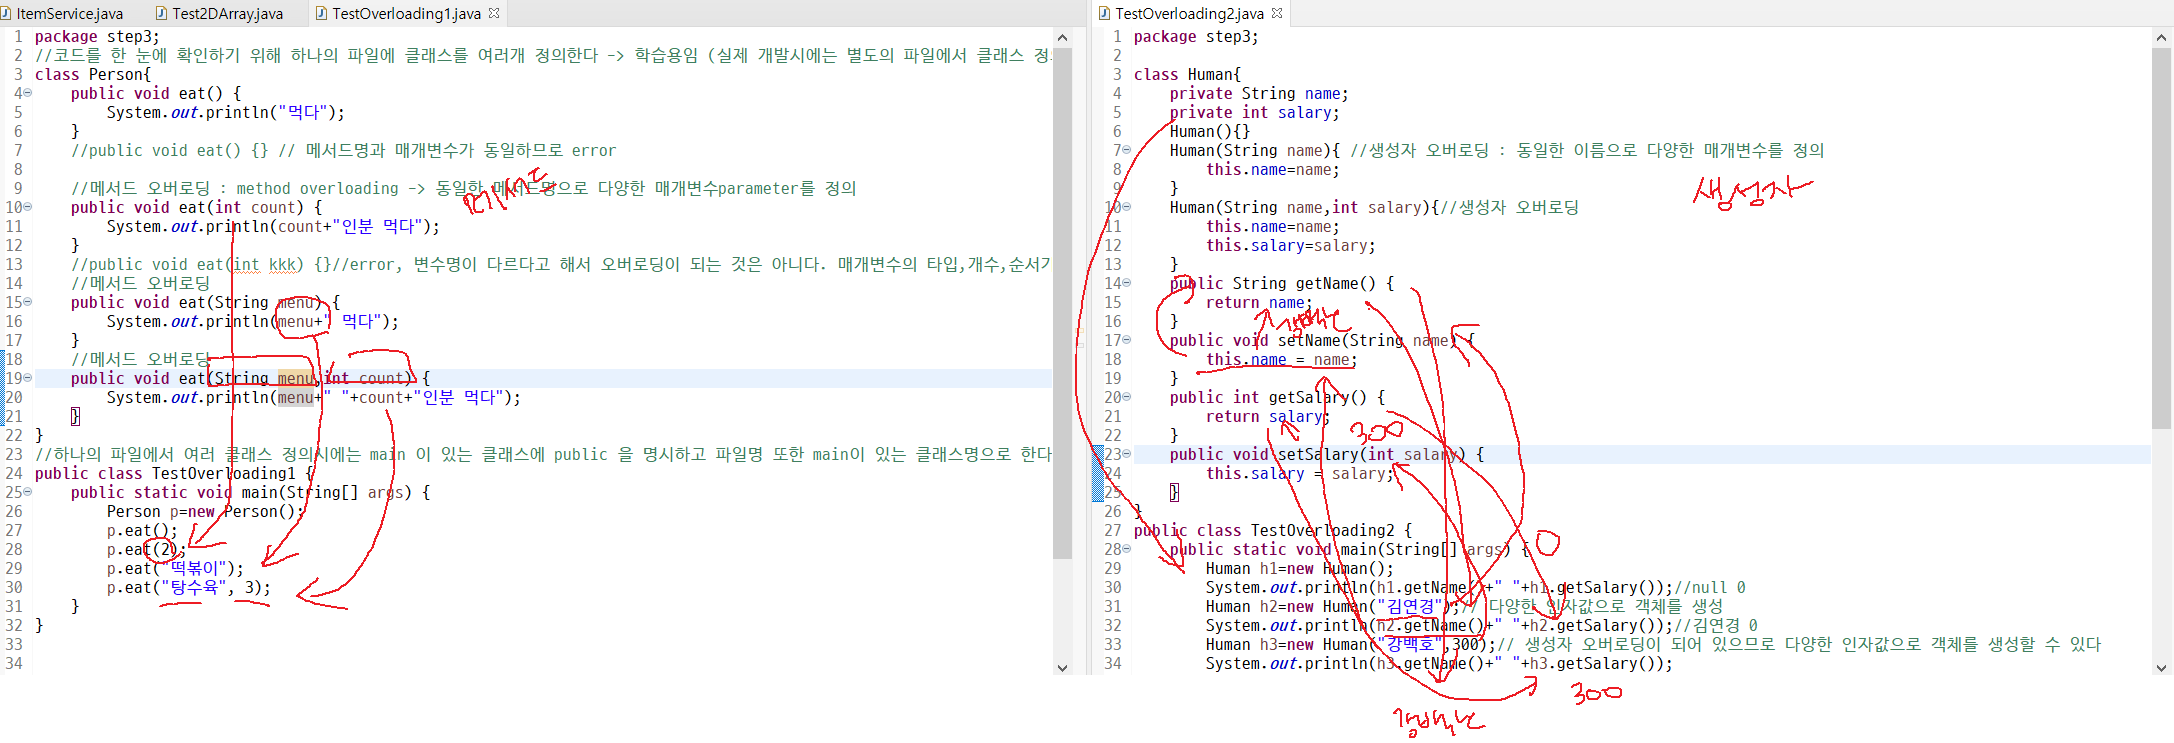 ItemService.java
Test2DArray.java
TestOverloading1.java
1 package step3;
2 //코드를 한 눈에 확인하기 위해 하나의 파일에 클래스를 여러개 정의한다 -> 학습용임 (실제 개발시에는 별도의 파일에서 클래스 정
3 class Person{
4 public void eat() {
5 System.out.println("먹다");
6 }
7 //public void eat() {} // 메서드명과 매개변수가 동일하므로 error
8
9 //메서드 오버로딩 : method overloading -> 동일한 메서드명으로 다양한 매개변수parameter를 정의
메서드
10 public void eat(int count) {
11 System.out.println(count+"인분 먹다");
12 }
13 //public void eat(int kkk) {}//error, 변수명이 다르다고 해서 오버로딩이 되는 것은 아니다. 매개변수의 타입,개수,순서가
14 //메서드 오버로딩
15 public void eat(String menu) {
16 System.out.println(menu+" 먹다");
17 }
18 //메서드 오버로딩
19 public void eat(String menu,int count) {
20 System.out.println(menu+" "+count+"인분 먹다");
21 }
22 }
23 //하나의 파일에서 여러 클래스 정의시에는 main 이 있는 클래스에 public 을 명시하고 파일명 또한 main이 있는 클래스명으로 한다
24 public class TestOverloading1 {
25 public static void main(String[] args) {
26 Person p=new Person();
27 p.eat();
28 p.eat(2);
29 p.eat("떡볶이");
30 p.eat("탕수육", 3);
31 }
32 }
33
34
TestOverloading2.java
1 package step3;
2
3 class Human{
4 private String name;
5 private int salary;
6 Human(){}
7 Human(String name){ //생성자 오버로딩 : 동일한 이름으로 다양한 매개변수를 정의
8 this.name=name;
9 }
생성자
10 Human(String name,int salary){//생성자 오버로딩
11 this.name=name;
12 this.salary=salary;
13 }
14 public String getName() {
15 return name;
16 }
17 public void setName(String name) {
18 this.name = name;
19 }
20 public int getSalary() {
21 return salary;
22 }
300
23 public void setSalary(int salary) {
24 this.salary = salary;
25 }
26 }
27 public class TestOverloading2 {
28 public static void main(String[] args) {
0
29 Human h1=new Human();
30 System.out.println(h1.getName()+" "+h1.getSalary());//null 0
31 Human h2=new Human("김연경");// 다양한 인자값으로 객체를 생성
32 System.out.println(h2.getName()+" "+h2.getSalary());//김연경 0
33 Human h3=new Human("강백호",300);// 생성자 오버로딩이 되어 있으므로 다양한 인자값으로 객체를 생성할 수 있다
34 System.out.println(h3.getName()+" "+h3.getSalary());
300